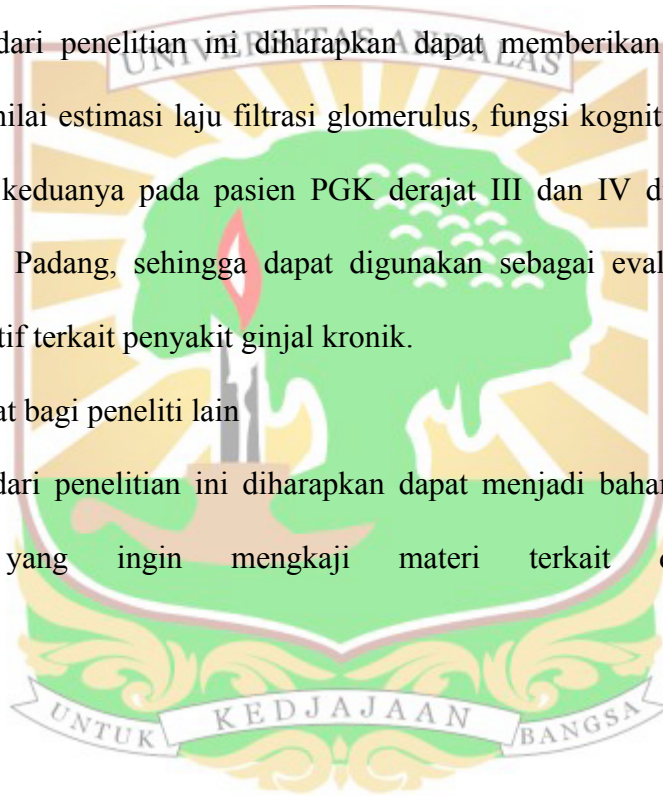 dari penelitian ini diharapkan dapat memberikan
UNIVERSITAS ANDALAS
nilai estimasi laju filtrasi glomerulus, fungsi kognit
keduanya pada pasien PGK derajat III dan IV d
Padang, sehingga dapat digunakan sebagai eval
tif terkait penyakit ginjal kronik.
at bagi peneliti lain
dari penelitian ini diharapkan dapat menjadi bahan
yang ingin mengkaji materi terkait
UNTUK KEDJAJAAN BANGSA